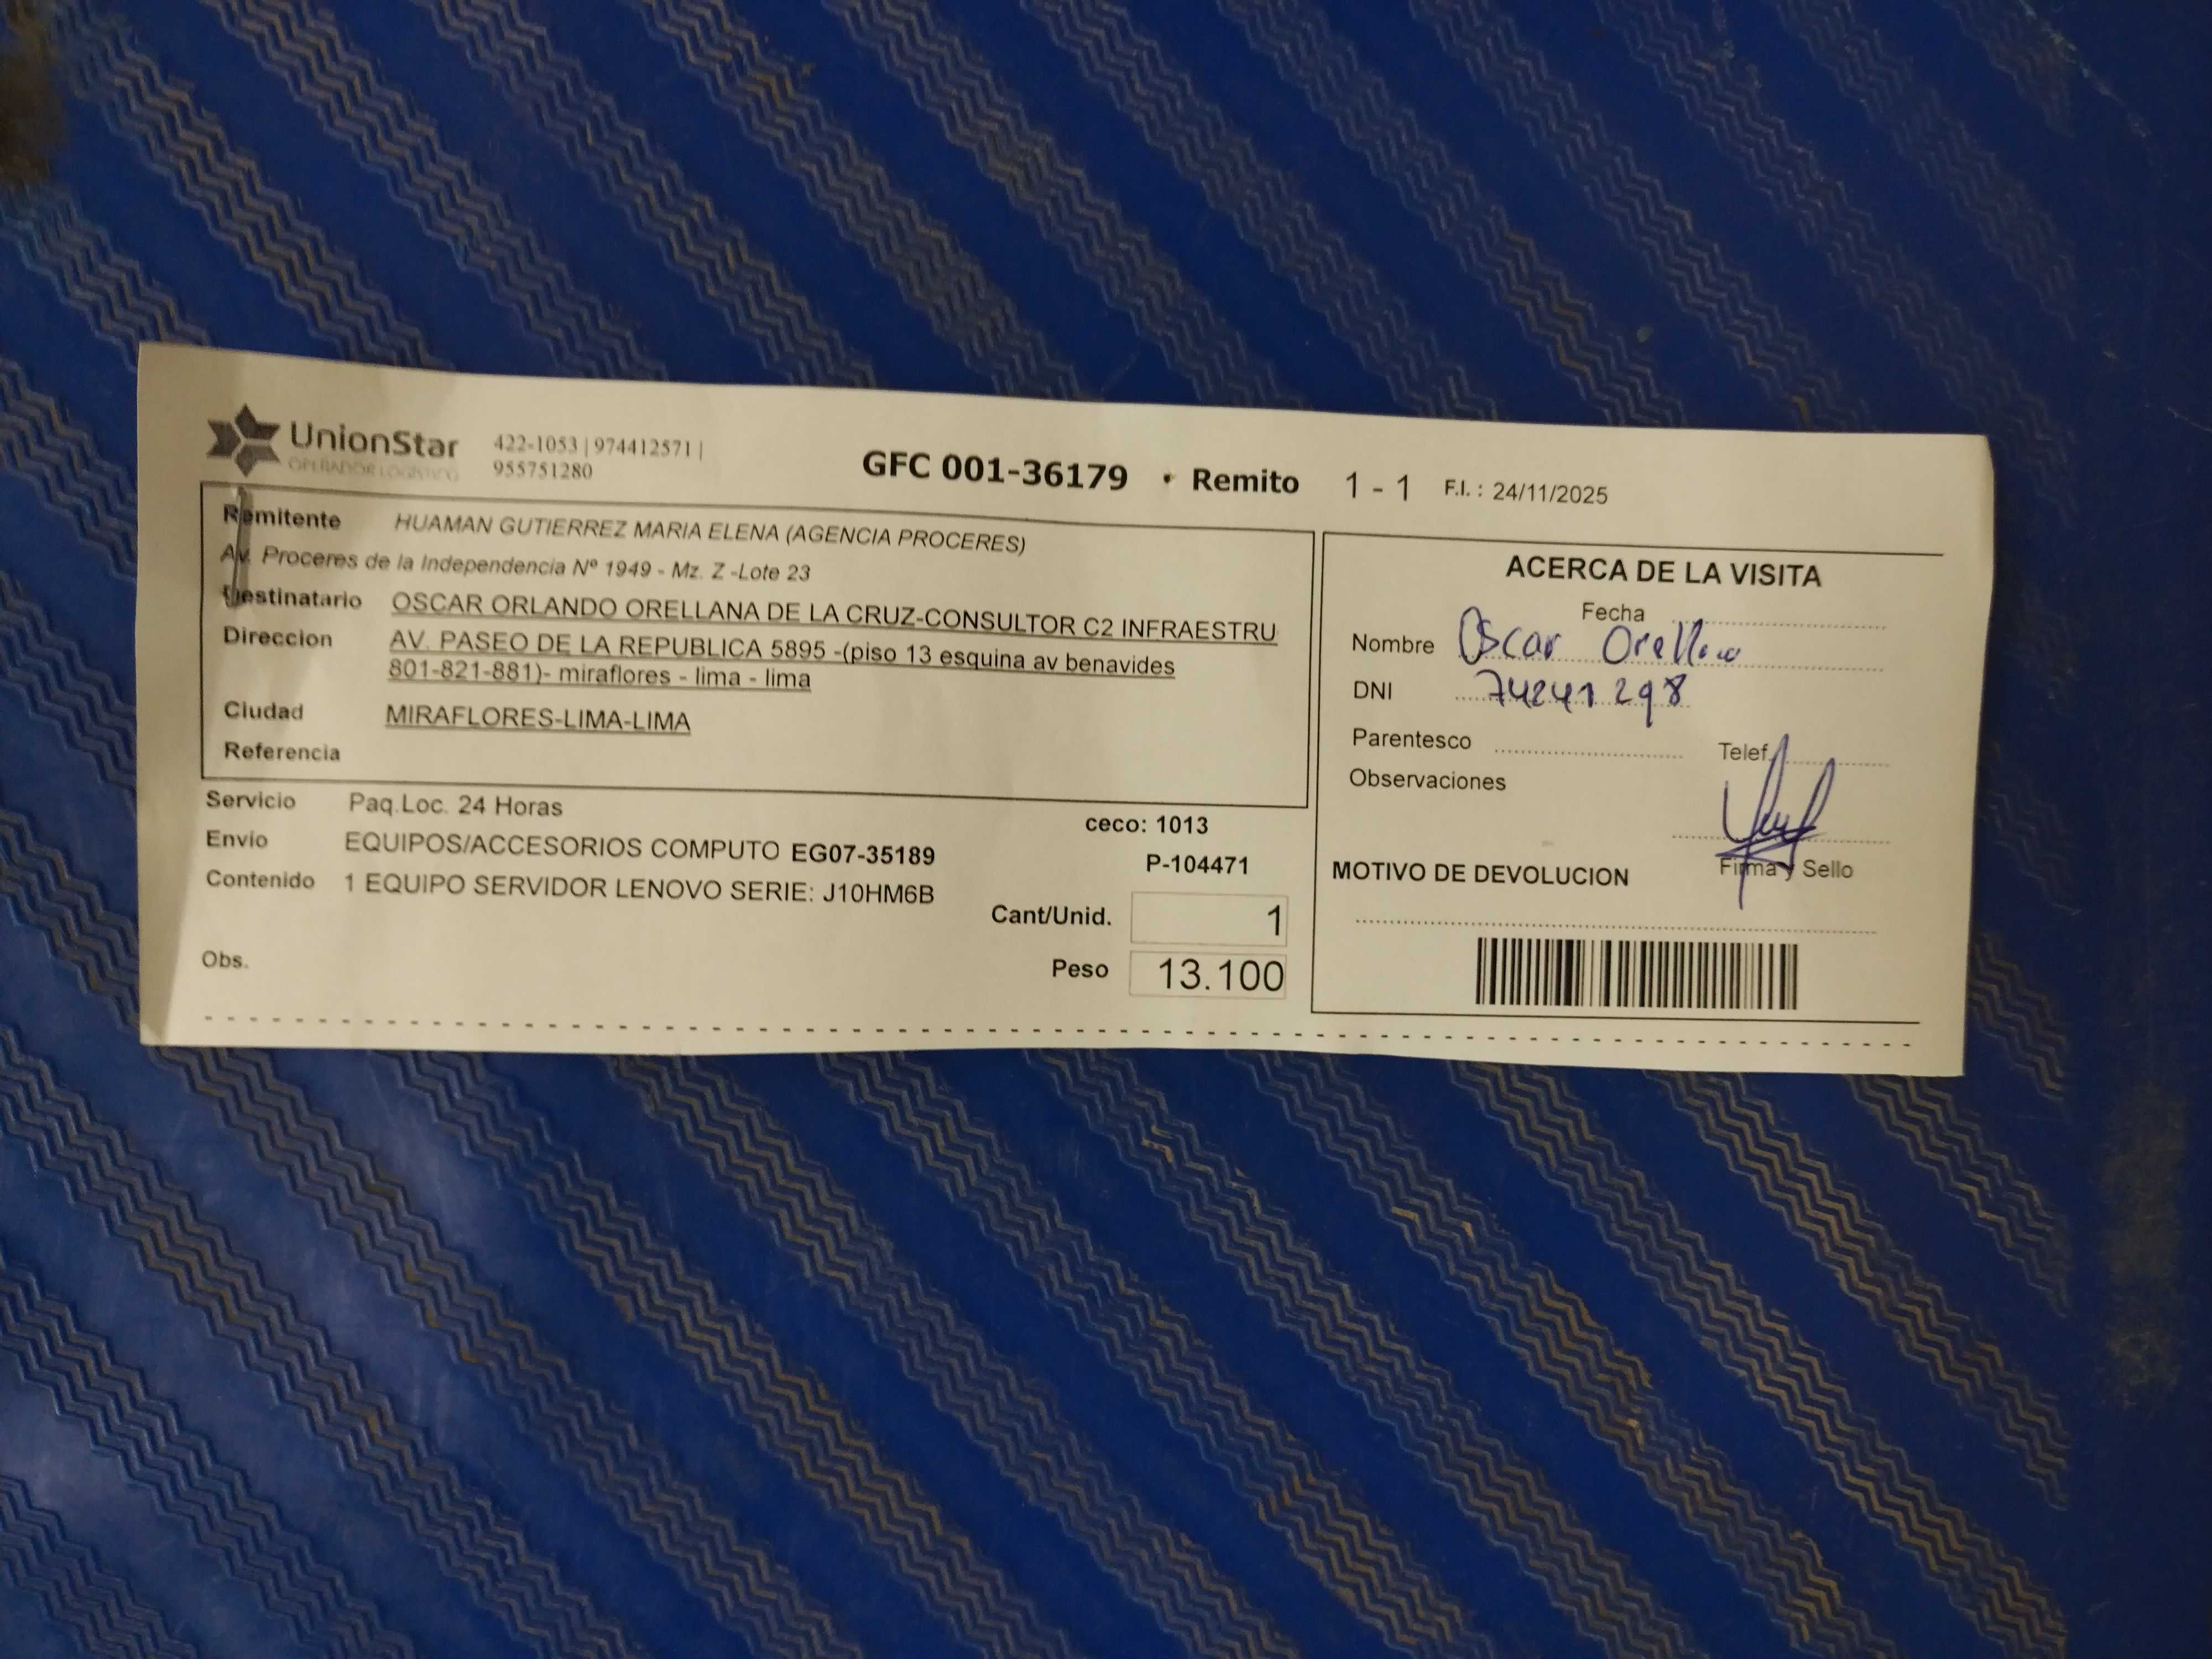 UnionStar
OPERADOR LOGISTICO
422-1053 | 974412571 |
955751280
GFC 001-36179 • Remito 1 - 1 F.I. : 24/11/2025
Remitente HUAMAN GUTIERREZ MARIA ELENA (AGENCIA PROCERES)
Av. Proceres de la Independencia Nº 1949 - Mz. Z -Lote 23
Destinatario OSCAR ORLANDO ORELLANA DE LA CRUZ-CONSULTOR C2 INFRAESTRU
Direccion AV. PASEO DE LA REPUBLICA 5895 -(piso 13 esquina av benavides
801-821-881)- miraflores - lima - lima
Ciudad MIRAFLORES-LIMA-LIMA
Referencia
Servicio Paq.Loc. 24 Horas
ceco: 1013
Envio EQUIPOS/ACCESORIOS COMPUTO EG07-35189
P-104471
Contenido 1 EQUIPO SERVIDOR LENOVO SERIE: J10HM6B
Cant/Unid. 1
Obs.
Peso 13.100
ACERCA DE LA VISITA
Fecha
Nombre Oscar Orellana
DNI 74241298
Parentesco Telef.
Observaciones
Firma y Sello
MOTIVO DE DEVOLUCION